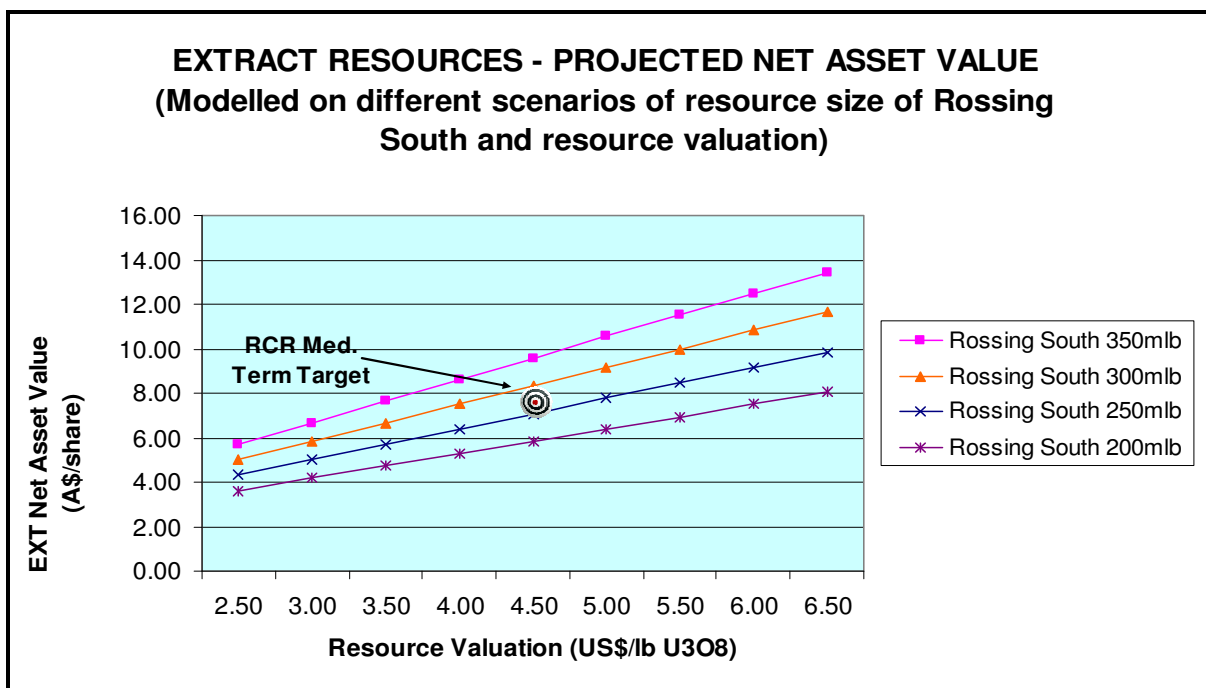 EXTRACT RESOURCES - PROJECTED NET ASSET VALUE
(Modelled on different scenarios of resource size of Rossing
South and resource valuation)
EXT Net Asset Value
(A$/share)
16.00
14.00
12.00
10.00
8.00
6.00
4.00
2.00
0.00
RCR Med.
Term Target
2.50 3.00 3.50 4.00 4.50 5.00 5.50 6.00 6.50
Resource Valuation (US$/lb U3O8)
Rossing South 350mlb
Rossing South 300mlb
Rossing South 250mlb
Rossing South 200mlb